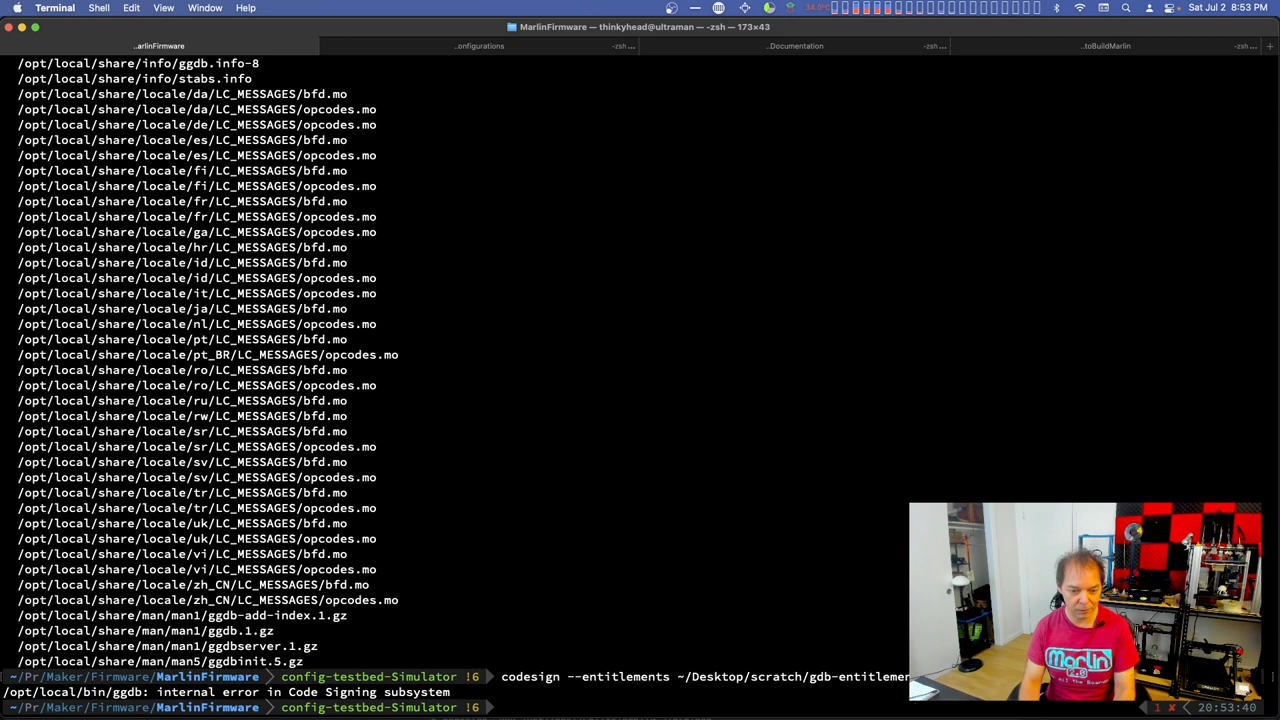 Terminal Shell Edit View Window Help 34.0°C Sat Jul 2 8:53 PM
MarlinFirmware — thinkyhead@ultraman — -zsh — 173×43
..arlinFirmware ..onfigurations -zsh ... ..Documentation -zsh ... ..toBuildMarlin -zsh ... +
/opt/local/share/info/ggdb.info-8
/opt/local/share/info/stabs.info
/opt/local/share/locale/da/LC_MESSAGES/bfd.mo
/opt/local/share/locale/da/LC_MESSAGES/opcodes.mo
/opt/local/share/locale/de/LC_MESSAGES/opcodes.mo
/opt/local/share/locale/es/LC_MESSAGES/bfd.mo
/opt/local/share/locale/es/LC_MESSAGES/opcodes.mo
/opt/local/share/locale/fi/LC_MESSAGES/bfd.mo
/opt/local/share/locale/fi/LC_MESSAGES/opcodes.mo
/opt/local/share/locale/fr/LC_MESSAGES/bfd.mo
/opt/local/share/locale/fr/LC_MESSAGES/opcodes.mo
/opt/local/share/locale/ga/LC_MESSAGES/opcodes.mo
/opt/local/share/locale/hr/LC_MESSAGES/bfd.mo
/opt/local/share/locale/id/LC_MESSAGES/bfd.mo
/opt/local/share/locale/id/LC_MESSAGES/opcodes.mo
/opt/local/share/locale/it/LC_MESSAGES/opcodes.mo
/opt/local/share/locale/ja/LC_MESSAGES/bfd.mo
/opt/local/share/locale/nl/LC_MESSAGES/opcodes.mo
/opt/local/share/locale/pt/LC_MESSAGES/bfd.mo
/opt/local/share/locale/pt_BR/LC_MESSAGES/opcodes.mo
/opt/local/share/locale/ro/LC_MESSAGES/bfd.mo
/opt/local/share/locale/ro/LC_MESSAGES/opcodes.mo
/opt/local/share/locale/ru/LC_MESSAGES/bfd.mo
/opt/local/share/locale/rw/LC_MESSAGES/bfd.mo
/opt/local/share/locale/sr/LC_MESSAGES/bfd.mo
/opt/local/share/locale/sr/LC_MESSAGES/opcodes.mo
/opt/local/share/locale/sv/LC_MESSAGES/bfd.mo
/opt/local/share/locale/sv/LC_MESSAGES/opcodes.mo
/opt/local/share/locale/tr/LC_MESSAGES/bfd.mo
/opt/local/share/locale/tr/LC_MESSAGES/opcodes.mo
/opt/local/share/locale/uk/LC_MESSAGES/bfd.mo
/opt/local/share/locale/uk/LC_MESSAGES/opcodes.mo
/opt/local/share/locale/vi/LC_MESSAGES/bfd.mo
/opt/local/share/locale/vi/LC_MESSAGES/opcodes.mo
/opt/local/share/locale/zh_CN/LC_MESSAGES/bfd.mo
/opt/local/share/locale/zh_CN/LC_MESSAGES/opcodes.mo
/opt/local/share/man/man1/ggdb-add-index.1.gz
/opt/local/share/man/man1/ggdb.1.gz
/opt/local/share/man/man1/ggdbserver.1.gz
/opt/local/share/man/man5/ggdbinit.5.gz
~/Pr/Maker/Firmware/MarlinFirmware config-testbed-Simulator !6 codesign --entitlements ~/Desktop/scratch/gdb-entitlemen
/opt/local/bin/ggdb: internal error in Code Signing subsystem
~/Pr/Maker/Firmware/MarlinFirmware config-testbed-Simulator !6 1 ✘ 20:53:40
Marlin